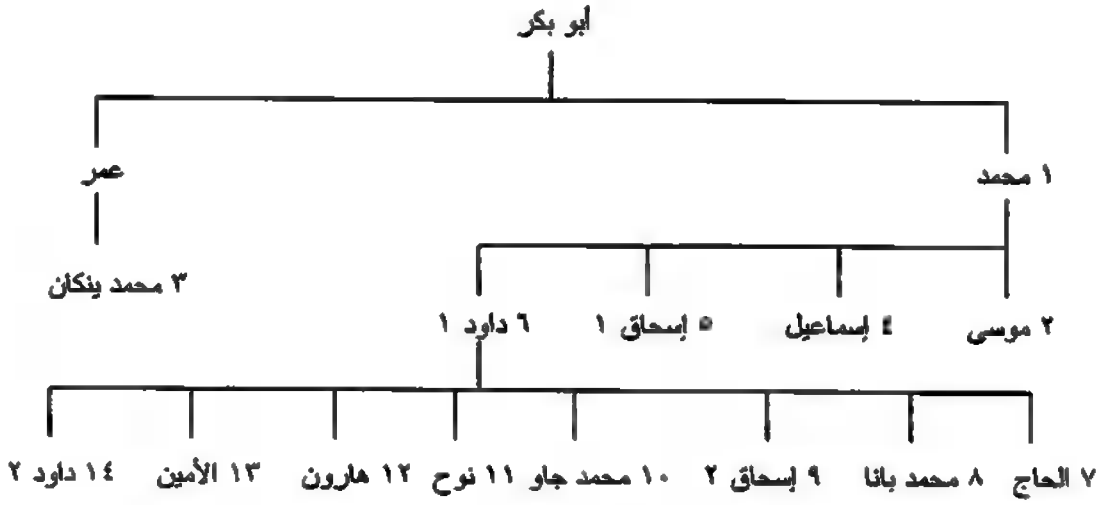 أبو بكر
١ محمد
عمر
٣ محمد ينكان
٢ موسى
٤ إسماعيل
٥ إسحاق ١
٦ داود ١
٧ الحاج
٨ محمد بانا
٩ إسحاق ٢
١٠ محمد جاو
١١ نوح
١٢ هارون
١٣ الأمين
١٤ داود ٢